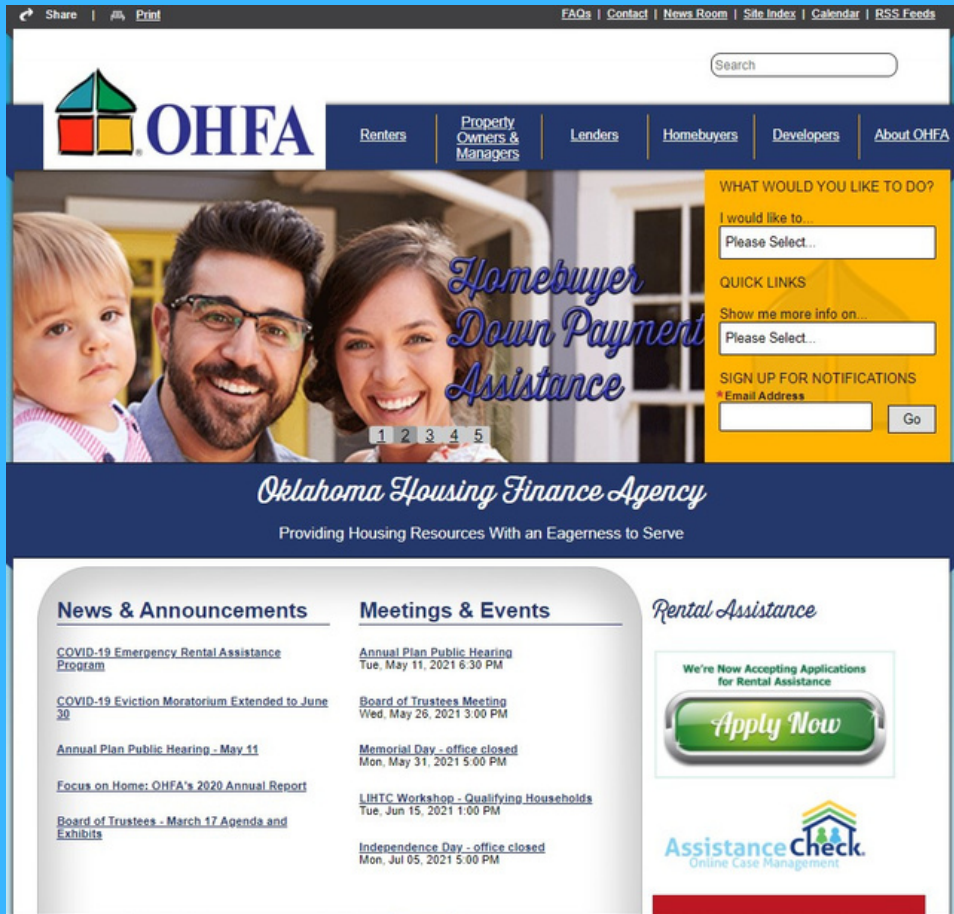 Share | Print
FAQs | Contact | News Room | Site Index | Calendar | RSS Feeds
Search
OHFA
Renters
Property
Owners &
Managers
Lenders
Homebuyers
Developers
About OHFA
Homebuyer
Down Payment
Assistance
1 2 3 4 5
WHAT WOULD YOU LIKE TO DO?
I would like to...
Please Select...
QUICK LINKS
Show me more info on...
Please Select...
SIGN UP FOR NOTIFICATIONS
*Email Address
Go
Oklahoma Housing Finance Agency
Providing Housing Resources With an Eagerness to Serve
News & Announcements
COVID-19 Emergency Rental Assistance
Program
COVID-19 Eviction Moratorium Extended to June
30
Annual Plan Public Hearing - May 11
Focus on Home: OHFA's 2020 Annual Report
Board of Trustees - March 17 Agenda and
Exhibits
Meetings & Events
Annual Plan Public Hearing
Tue, May 11, 2021 6:30 PM
Board of Trustees Meeting
Wed, May 26, 2021 3:00 PM
Memorial Day - office closed
Mon, May 31, 2021 5:00 PM
LIHTC Workshop - Qualifying Households
Tue, Jun 15, 2021 1:00 PM
Independence Day - office closed
Mon, Jul 05, 2021 5:00 PM
Rental Assistance
We're Now Accepting Applications
for Rental Assistance
Apply Now
AssistanceCheck.
Online Case Management